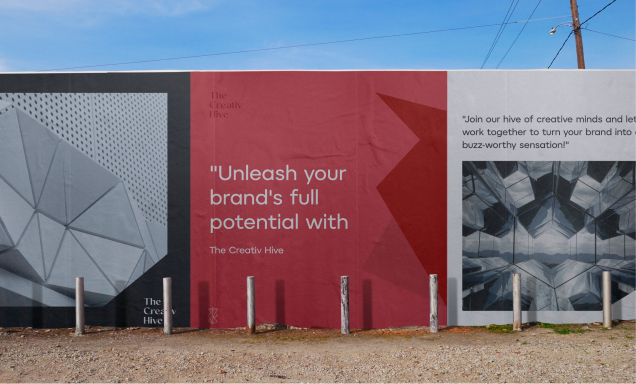 The
Creativ
Hive
"Unleash your
brand's full
potential with
The Creativ Hive
The
Creativ
Hive
"Join our hive of creative minds and let
work together to turn your brand into
buzz-worthy sensation!"